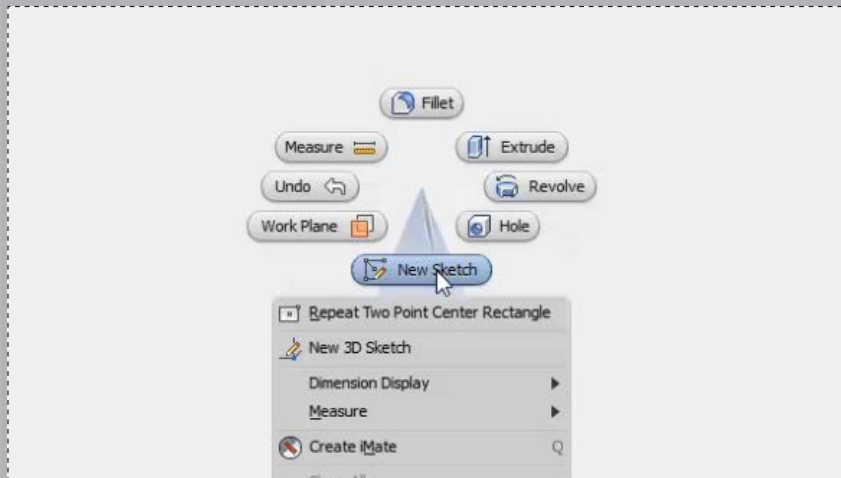 Fillet
Measure
Extrude
Undo
Revolve
Work Plane
Hole
New Sketch
Repeat Two Point Center Rectangle
New 3D Sketch
Dimension Display
Measure
Create iMate Q